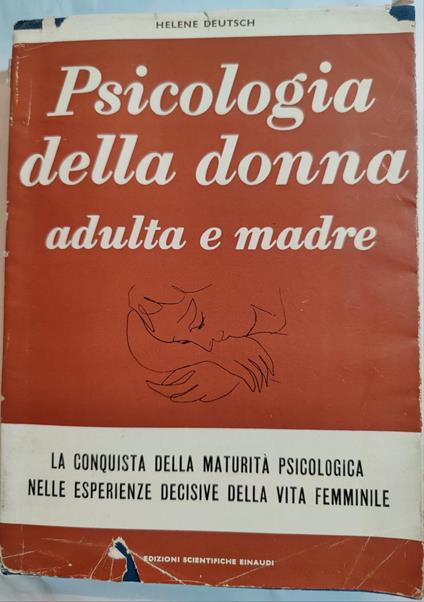 HELENE DEUTSCH
Psicologia
della donna
adulta e madre
LA CONQUISTA DELLA MATURITÀ PSICOLOGICA
NELLE ESPERIENZE DECISIVE DELLA VITA FEMMINILE
EDIZIONI SCIENTIFICHE EINAUDI